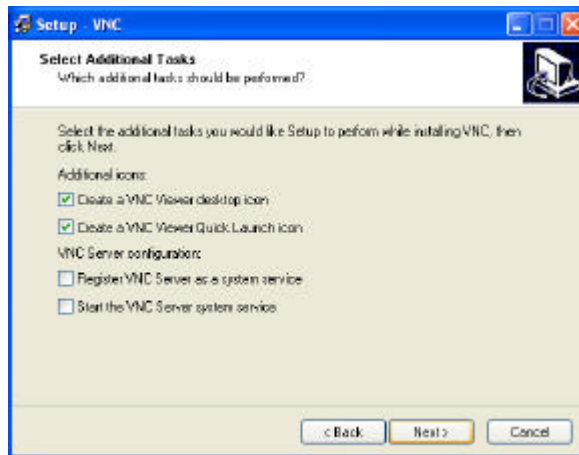 Setup - VNC
Select Additional Tasks
Which additional tasks should be performed?
Select the additional tasks you would like Setup to perform while installing VNC, then
click Next.
Additional icons:
Create a VNC Viewer desktop icon
Create a VNC Viewer Quick Launch icon
VNC Server configuration:
Register VNC Server as a system service
Start the VNC Server system service
< Back
Next >
Cancel